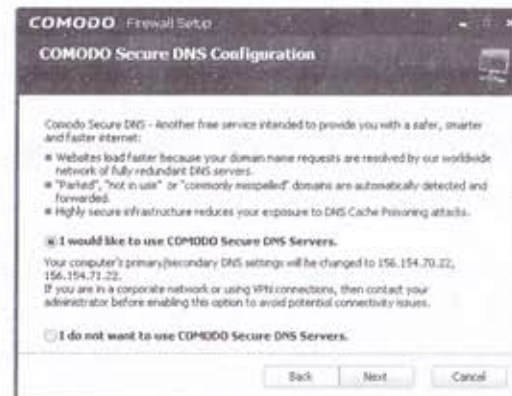 COMODO Firewall Setup
COMODO Secure DNS Configuration
Comodo Secure DNS - Another free service intended to provide you with a safer, smarter
and faster internet:
Websites load faster because your domain name requests are resolved by our worldwide
network of fully redundant DNS servers.
"Parked", "not in use" or "commonly misspelled" domains are automatically detected and
forwarded.
Highly secure infrastructure reduces your exposure to DNS Cache Poisoning attacks.
I would like to use COMODO Secure DNS Servers.
Your computer's primary/secondary DNS settings will be changed to 156.154.70.22,
156.154.71.22.
If you are in a corporate network or using VPN connections, then contact your
administrator before enabling this option to avoid potential connectivity issues.
I do not want to use COMODO Secure DNS Servers.
Back
Next
Cancel